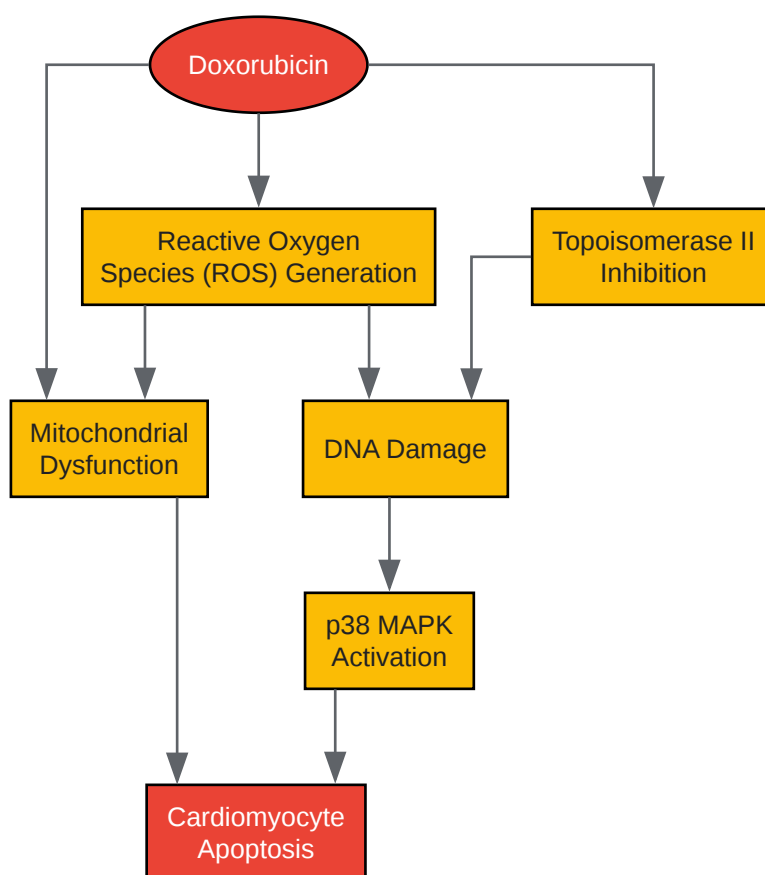 Doxorubicin
Reactive Oxygen
Species (ROS) Generation
Topoisomerase II
Inhibition
Mitochondrial
Dysfunction
DNA Damage
p38 MAPK
Activation
Cardiomyocyte
Apoptosis